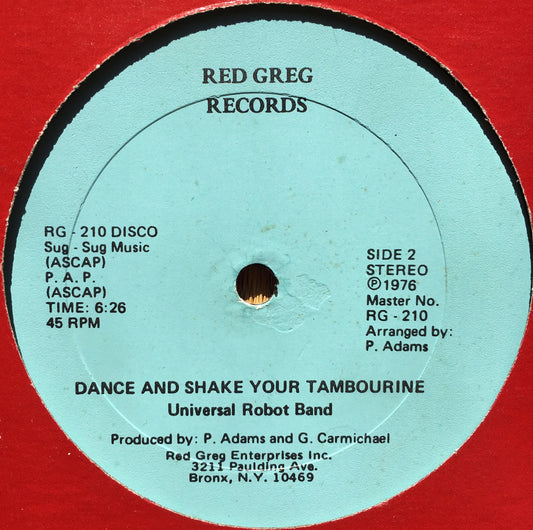 RED GREG
RECORDS
RG - 210 DISCO
Sug - Sug Music
(ASCAP)
P. A. P.
(ASCAP)
TIME: 6:26
45 RPM
SIDE 2
STEREO
Ⓟ1976
Master No.
RG - 210
Arranged by:
P. Adams
DANCE AND SHAKE YOUR TAMBOURINE
Universal Robot Band
Produced by: P. Adams and G. Carmichael
Red Greg Enterprises Inc.
3211 Paulding Ave.
Bronx, N.Y. 10469